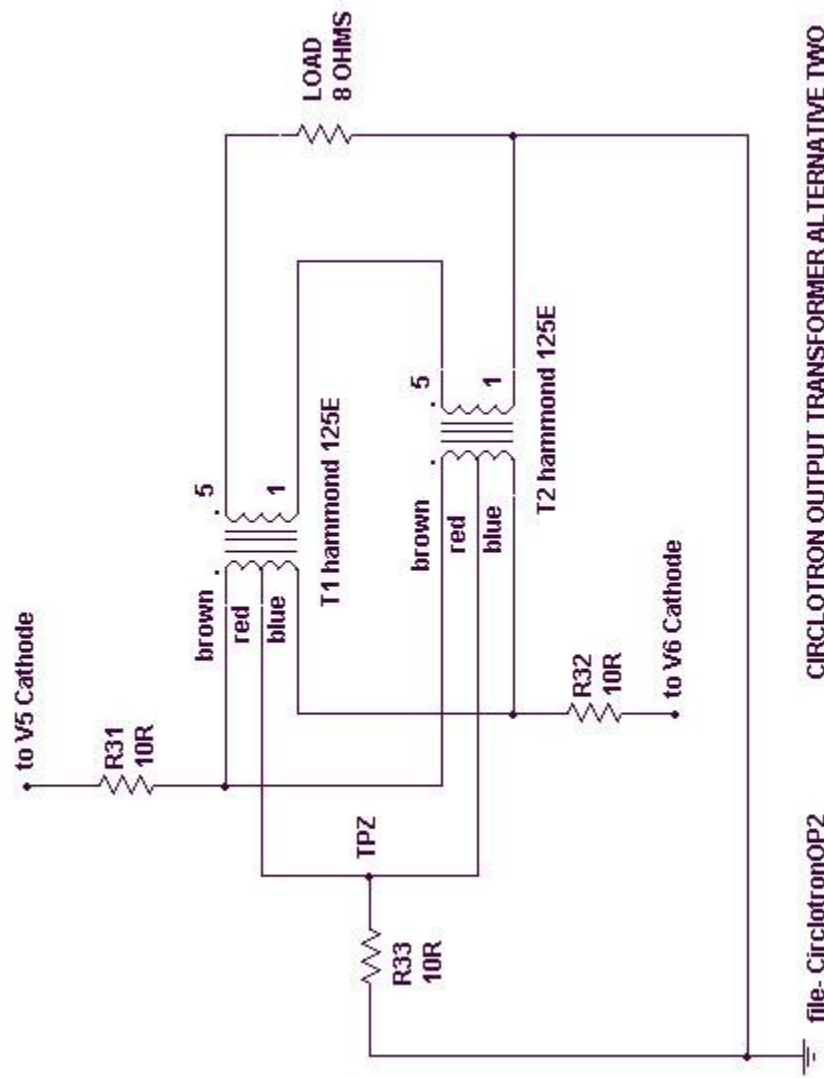 to V5 Cathode
R31
10R
brown
red
blue
5
1
T1 hammond 125E
LOAD
8 OHMS
TPZ
R33
10R
brown
red
blue
5
1
T2 hammond 125E
R32
10R
to V6 Cathode
file- CirclotronOP2
CIRCLOTRON OUTPUT TRANSFORMER ALTERNATIVE TWO